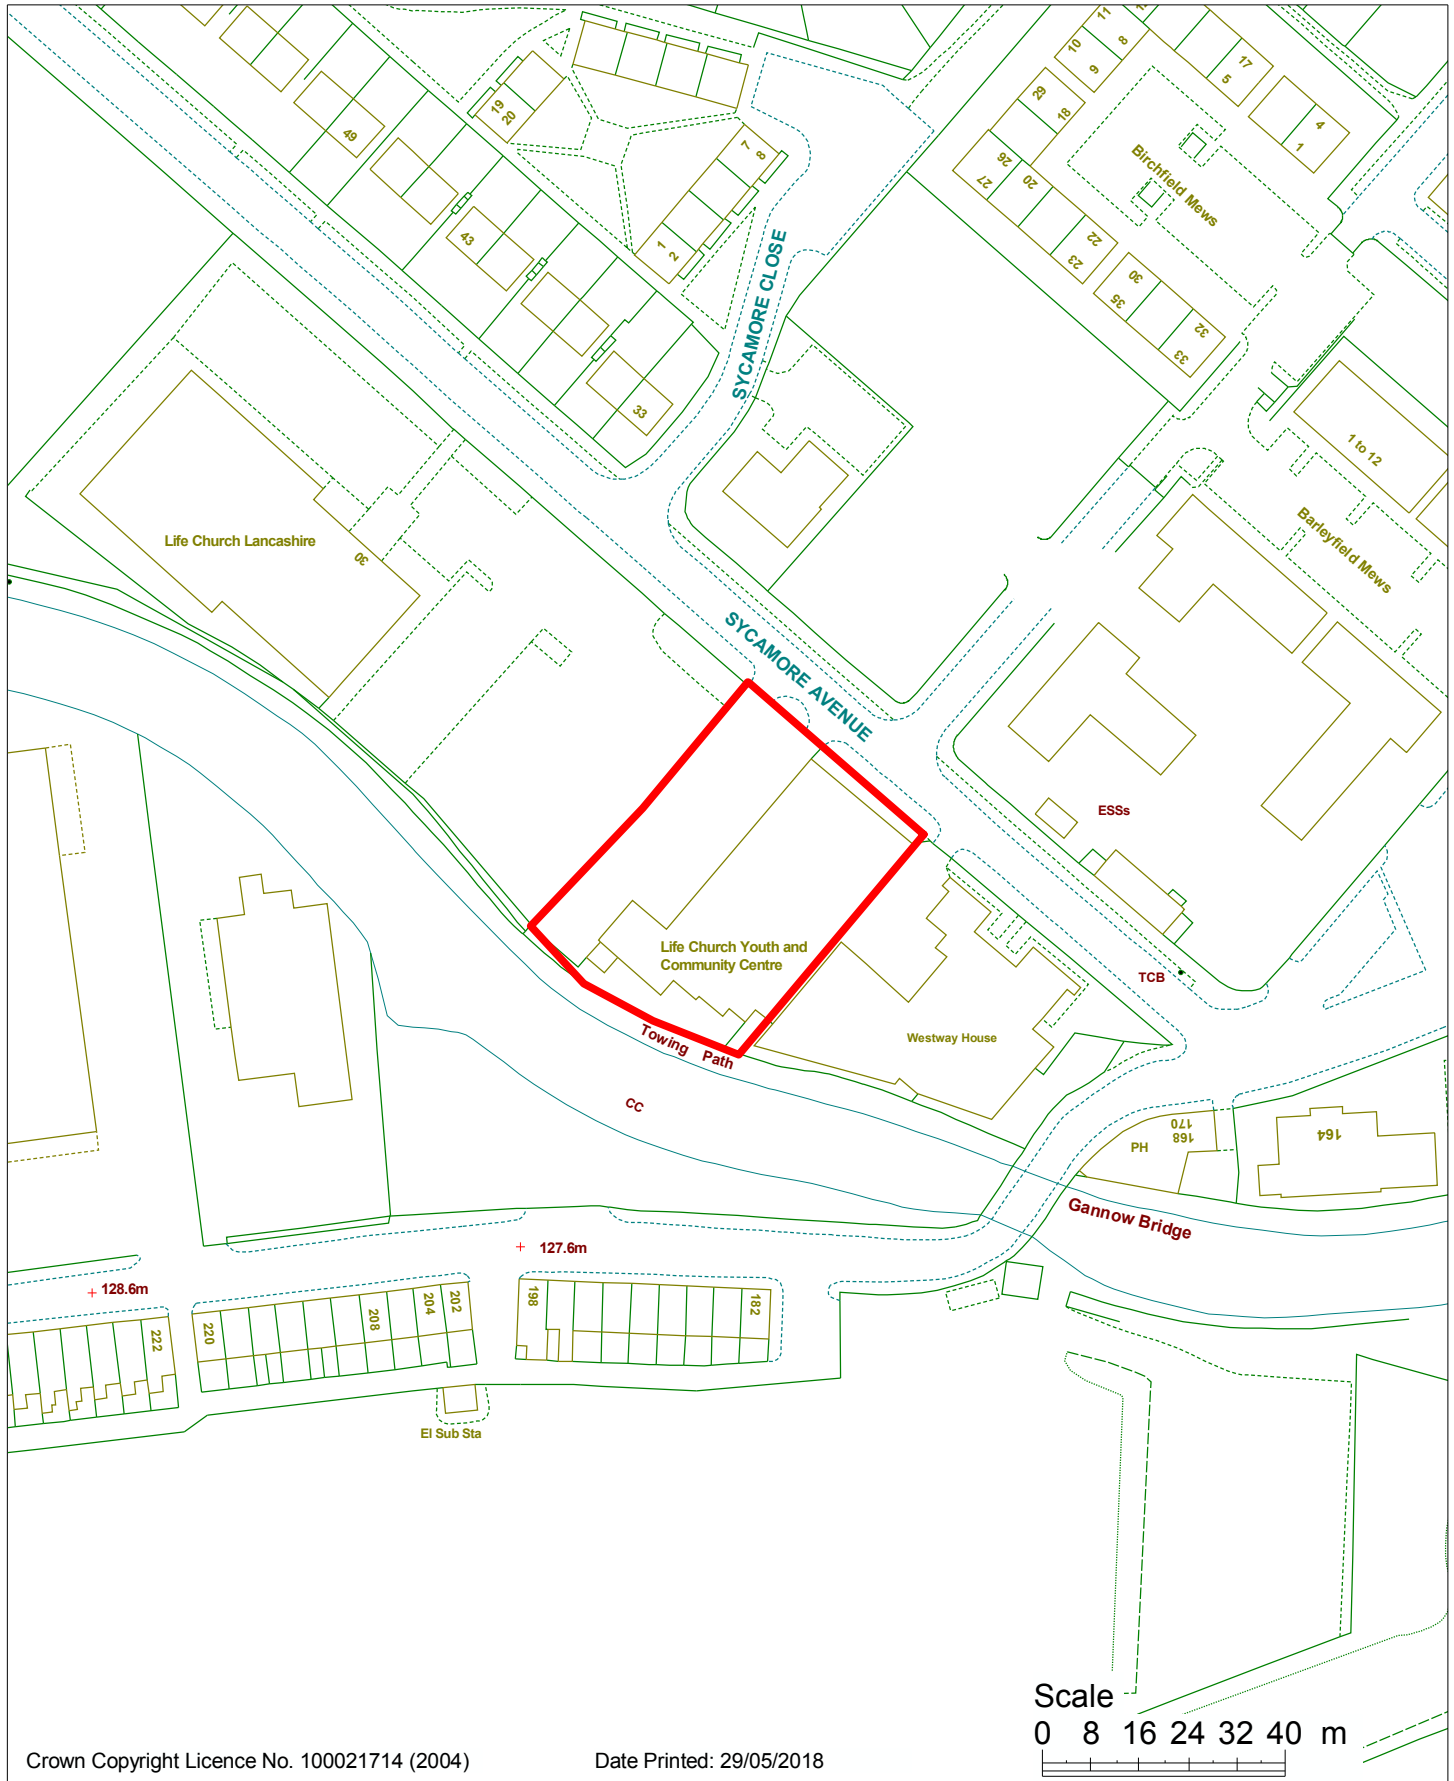 11
8
10
9
17
5
4
1
29
18
19
20
49
7
8
26
27
20
22
23
Birchfield Mews
43
1
2
30
35
32
33
SYCAMORE CLOSE
33
1 to 12
Barleyfield Mews
Life Church Lancashire
30
SYCAMORE AVENUE
ESSs
Life Church Youth and
Community Centre
TCB
Westway House
Towing Path
CC
PH
170
168
164
Gannow Bridge
127.6m
128.6m
222
220
208
204
202
198
182
El Sub Sta
Scale
0 8 16 24 32 40 m
Crown Copyright Licence No. 100021714 (2004)
Date Printed: 29/05/2018